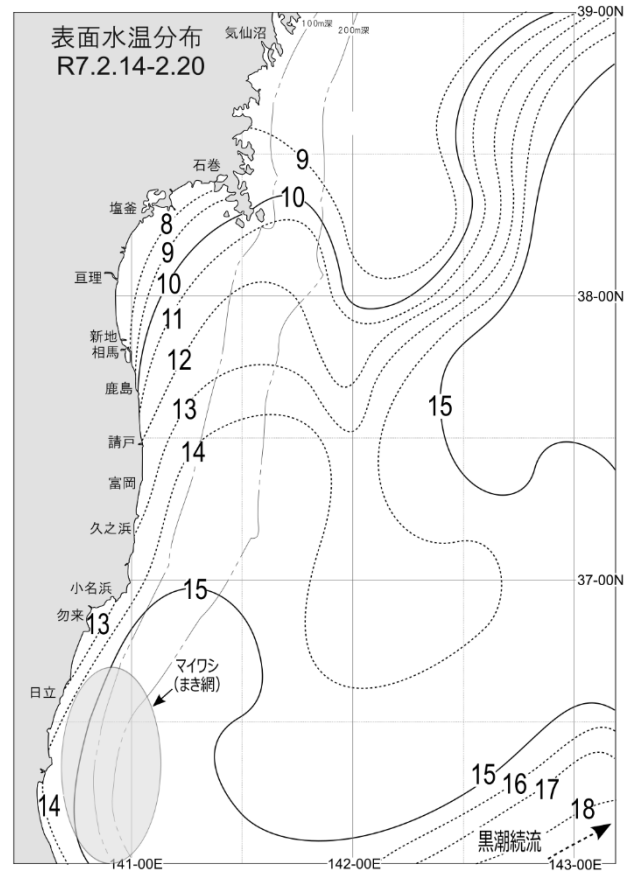 表面水温分布
R7.2.14-2.20
気仙沼
100m深
200m深
39-00N
石巻
9
10
塩釜
8
9
10
11
12
13
14
亘理
38-00N
新地
相馬
鹿島
請戸
富岡
久之浜
15
37-00N
小名浜
勿来
13
15
マイワシ
(まき網)
日立
14
15
16
17
18
黒潮続流
141-00E
142-00E
143-00E